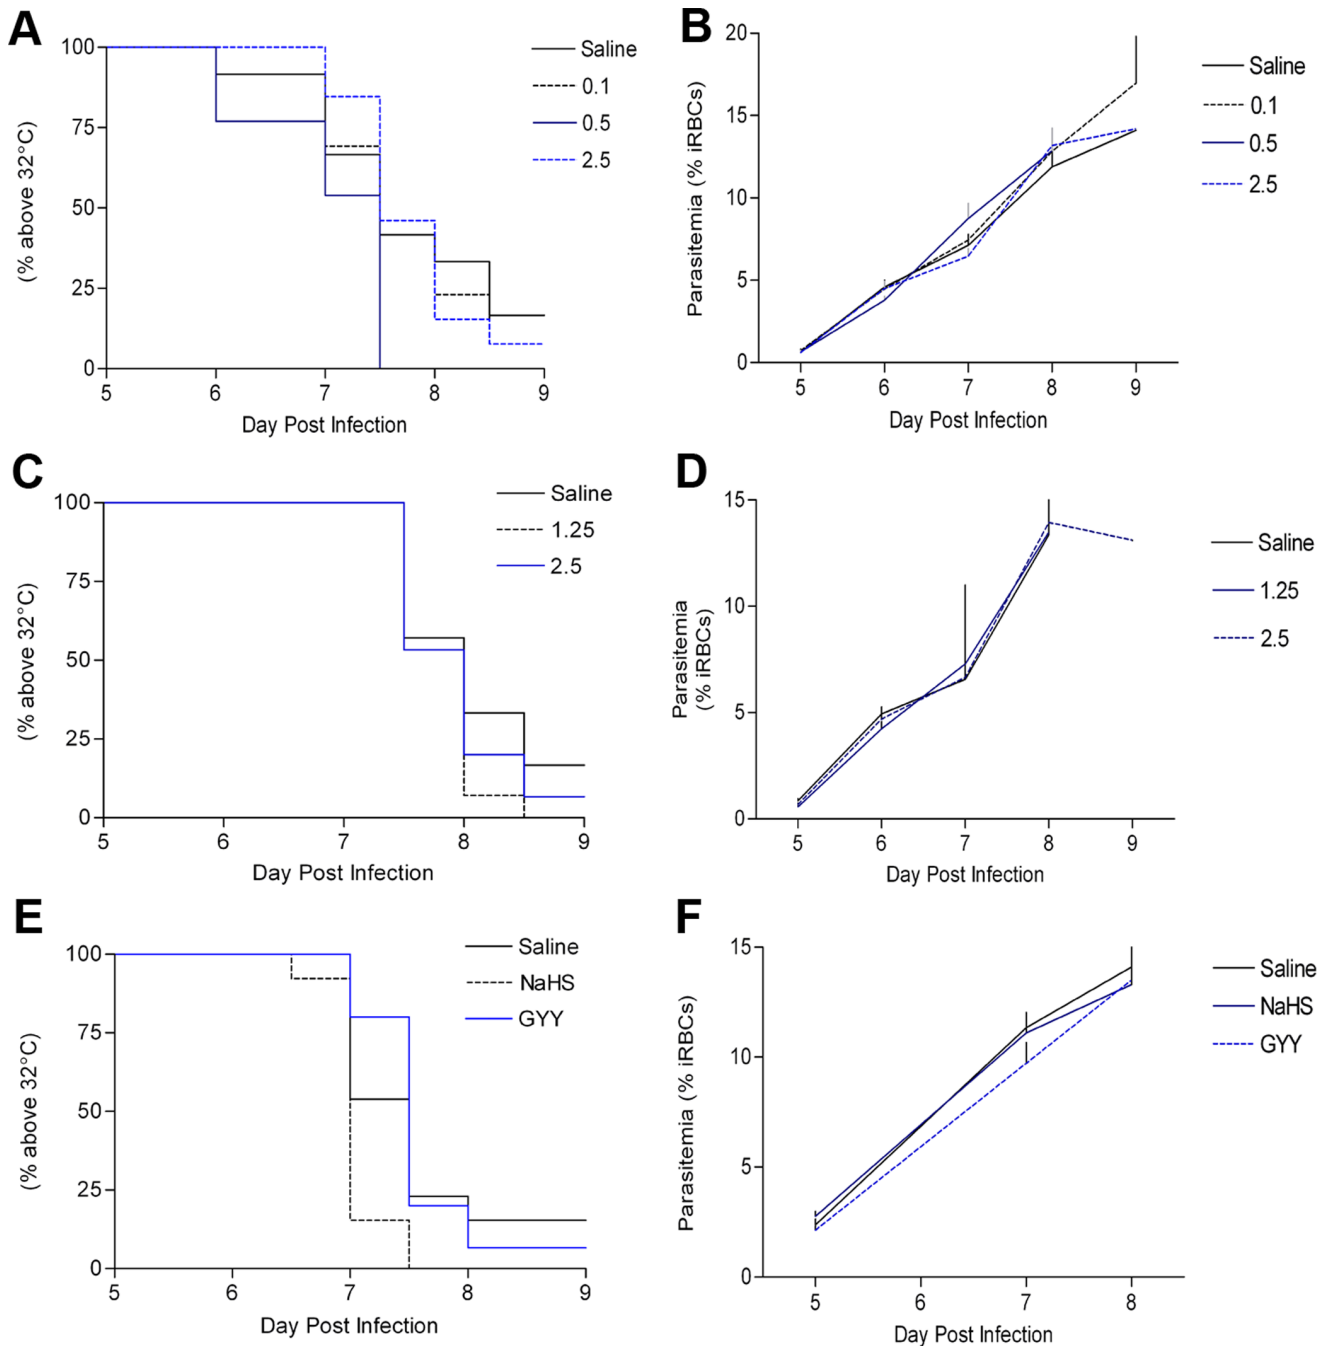 A
(% above 32°C)
100
75
50
25
0
5 6 7 8 9
Day Post Infection
Saline
0.1
0.5
2.5
B
Parasitemia (% iRBCs)
20
15
10
5
0
5 6 7 8 9
Day Post Infection
Saline
0.1
0.5
2.5
C
(% above 32°C)
100
75
50
25
0
5 6 7 8 9
Day Post Infection
Saline
1.25
2.5
D
Parasitemia
(% iRBCs)
15
10
5
0
5 6 7 8 9
Day Post Infection
Saline
1.25
2.5
E
(% above 32°C)
100
75
50
25
0
5 6 7 8 9
Day Post Infection
Saline
NaHS
GYY
F
Parasitemia (% iRBCs)
15
10
5
0
5 6 7 8
Day Post Infection
Saline
NaHS
GYY